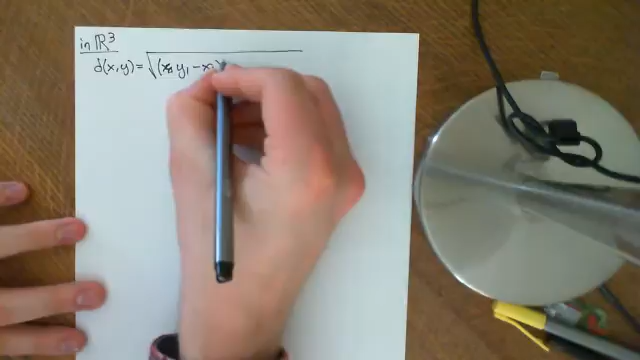 in ℝ³
d(x,y) = √(y₁ - x₁)